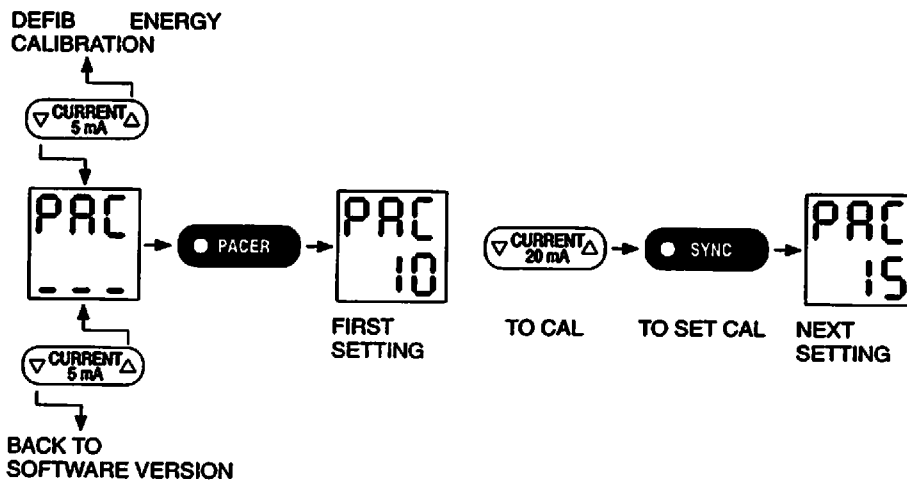 DEFIB ENERGY
CALIBRATION
CURRENT
5 mA
PAC
- - -
PACER
PAC
10
FIRST
SETTING
CURRENT
20 mA
TO CAL
SYNC
TO SET CAL
PAC
15
NEXT
SETTING
CURRENT
5 mA
BACK TO
SOFTWARE VERSION